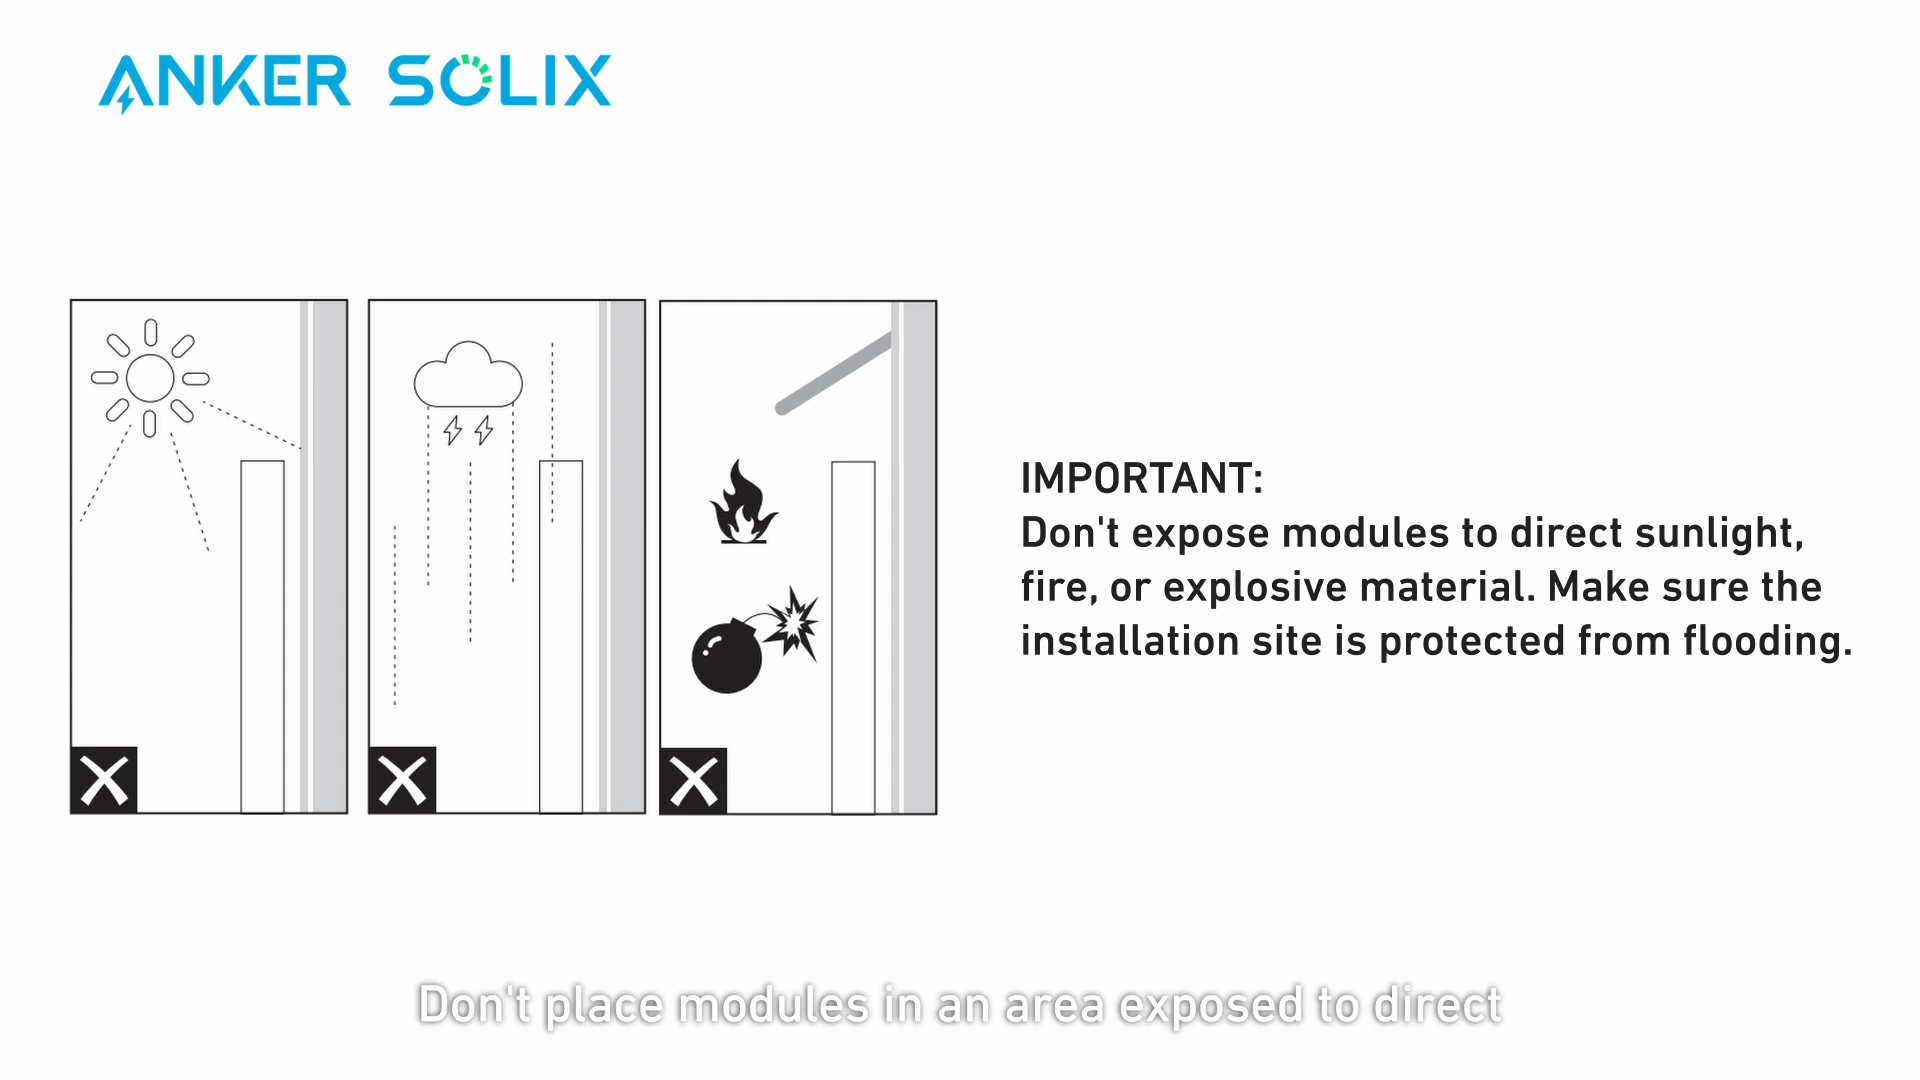 ANKER SOLIX
IMPORTANT:
Don't expose modules to direct sunlight,
fire, or explosive material. Make sure the
installation site is protected from flooding.
Don't place modules in an area exposed to direct